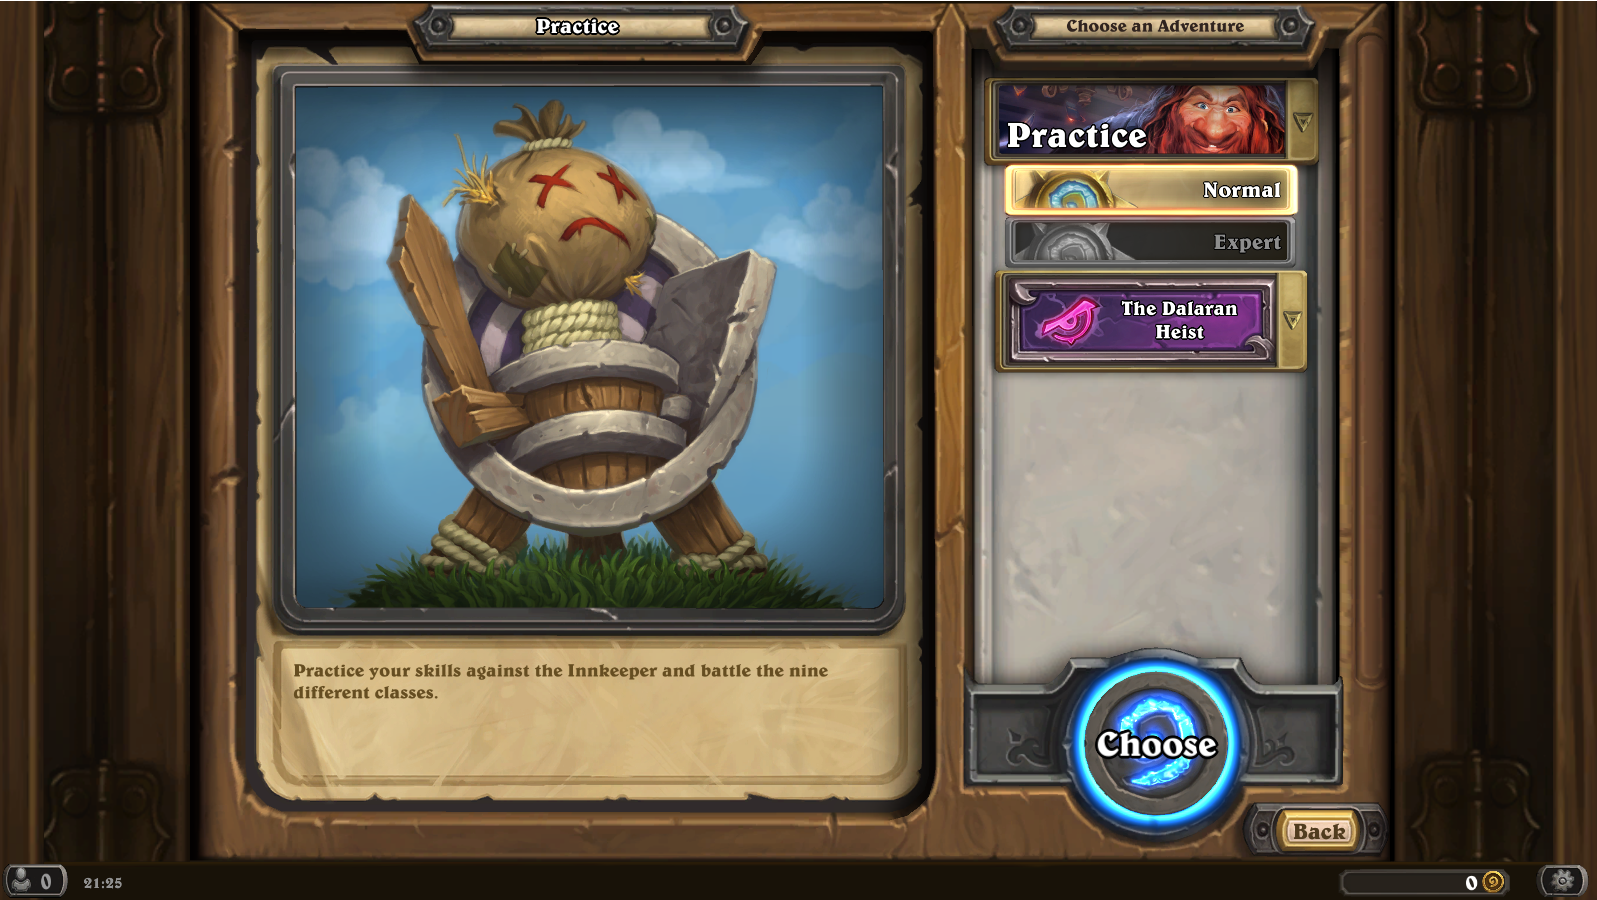 Practice
Choose an Adventure
Practice
Normal
Expert
The Dalaran
Heist
Practice your skills against the Innkeeper and battle the nine
different classes.
Choose
Back
0
21:25
0